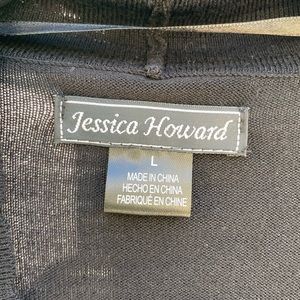 Jessica Howard
L
MADE IN CHINA
HECHO EN CHINA
FABRIQUÉ EN CHINE